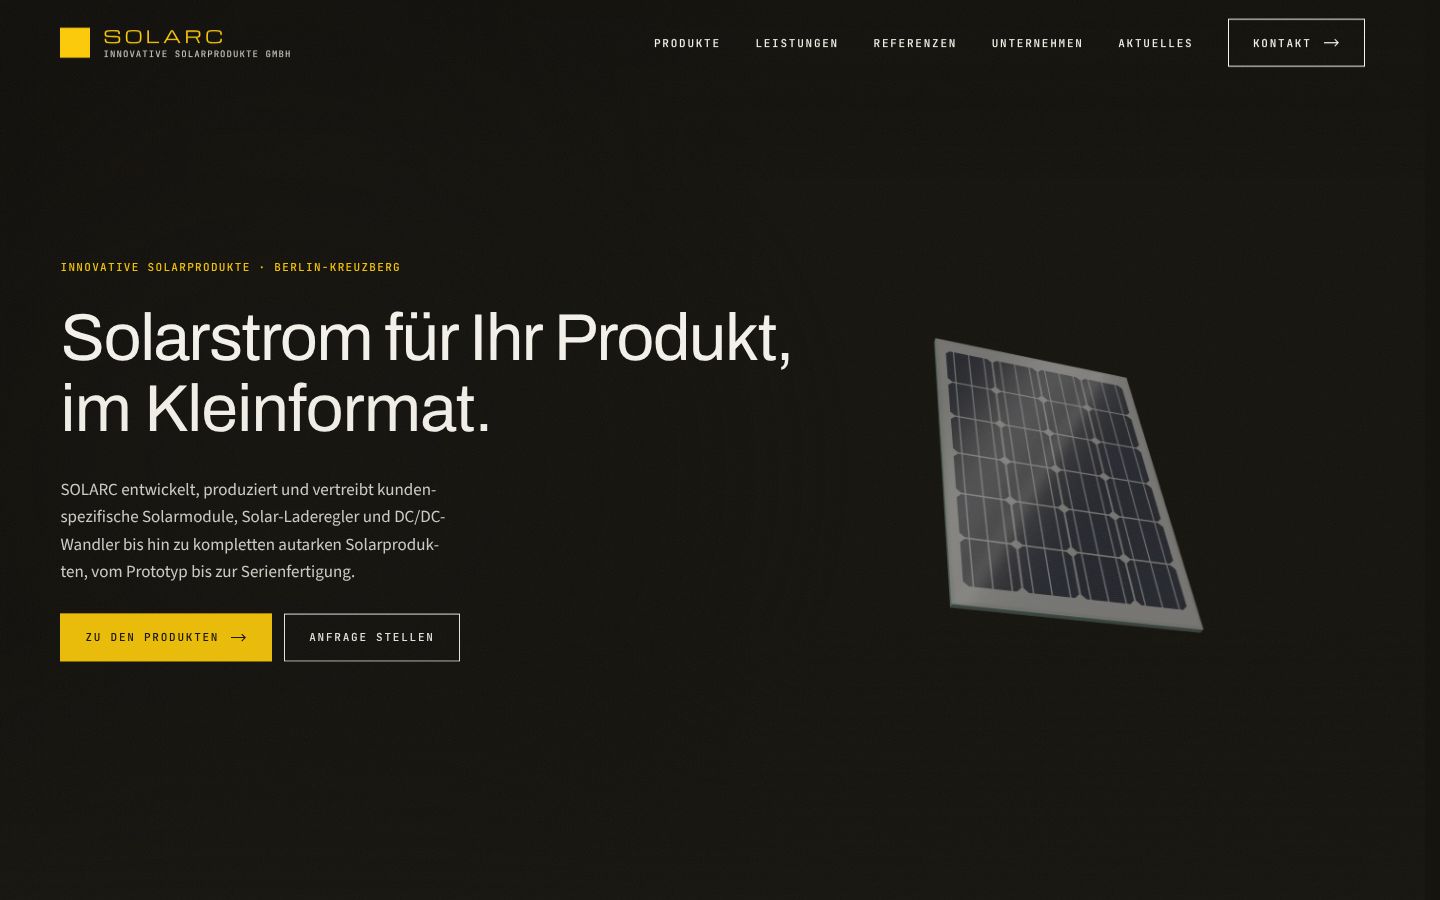 SOLARC
INNOVATIVE SOLARPRODUKTE GMBH
PRODUKTE
LEISTUNGEN
REFERENZEN
UNTERNEHMEN
AKTUELLES
KONTAKT →
INNOVATIVE SOLARPRODUKTE · BERLIN-KREUZBERG
Solarstrom für Ihr Produkt,
im Kleinformat.
SOLARC entwickelt, produziert und vertreibt kunden-
spezifische Solarmodule, Solar-Laderegler und DC/DC-
Wandler bis hin zu kompletten autarken Solarproduk-
ten, vom Prototyp bis zur Serienfertigung.
ZU DEN PRODUKTEN →
ANFRAGE STELLEN